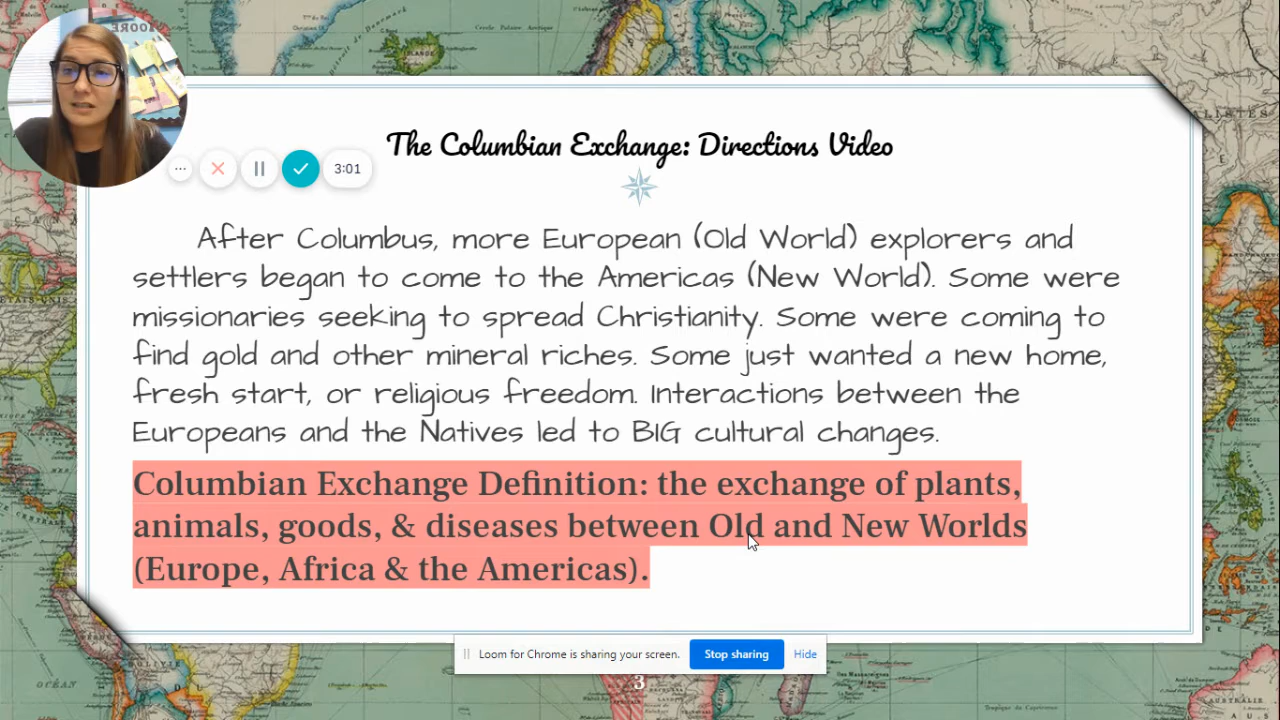 The Columbian Exchange: Directions Video
3:01
After Columbus, more European (Old World) explorers and
settlers began to come to the Americas (New World). Some were
missionaries seeking to spread Christianity. Some were coming to
find gold and other mineral riches. Some just wanted a new home,
fresh start, or religious freedom. Interactions between the
Europeans and the Natives led to BIG cultural changes.
Columbian Exchange Definition: the exchange of plants,
animals, goods, & diseases between Old and New Worlds
(Europe, Africa & the Americas).
Loom for Chrome is sharing your screen. Stop sharing Hide
3